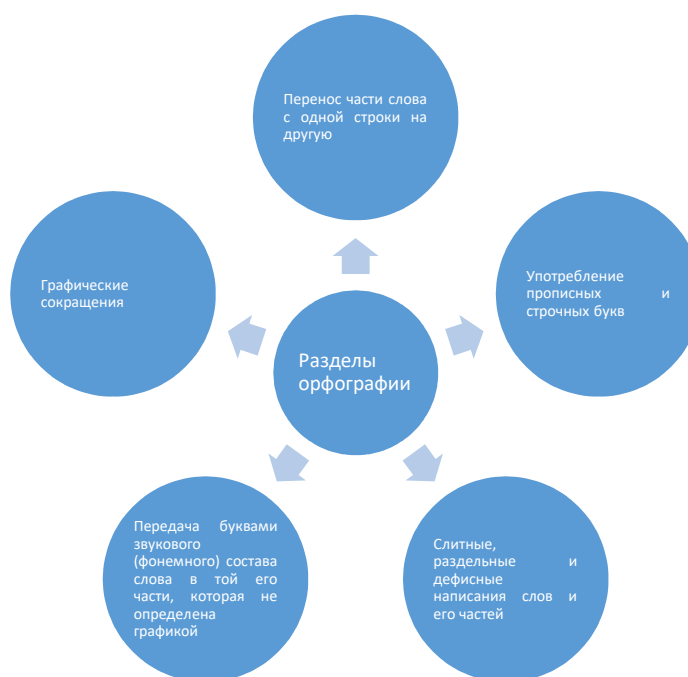 Перенос части слова
с одной строки на
другую
Употребление
прописных и
строчных букв
Слитные,
раздельные и
дефисные
написания слов и
его частей
Передача буквами
звукового
(фонемного) состава
слова в той его
части, которая не
определена
графикой
Графические
сокращения
Разделы
орфографии